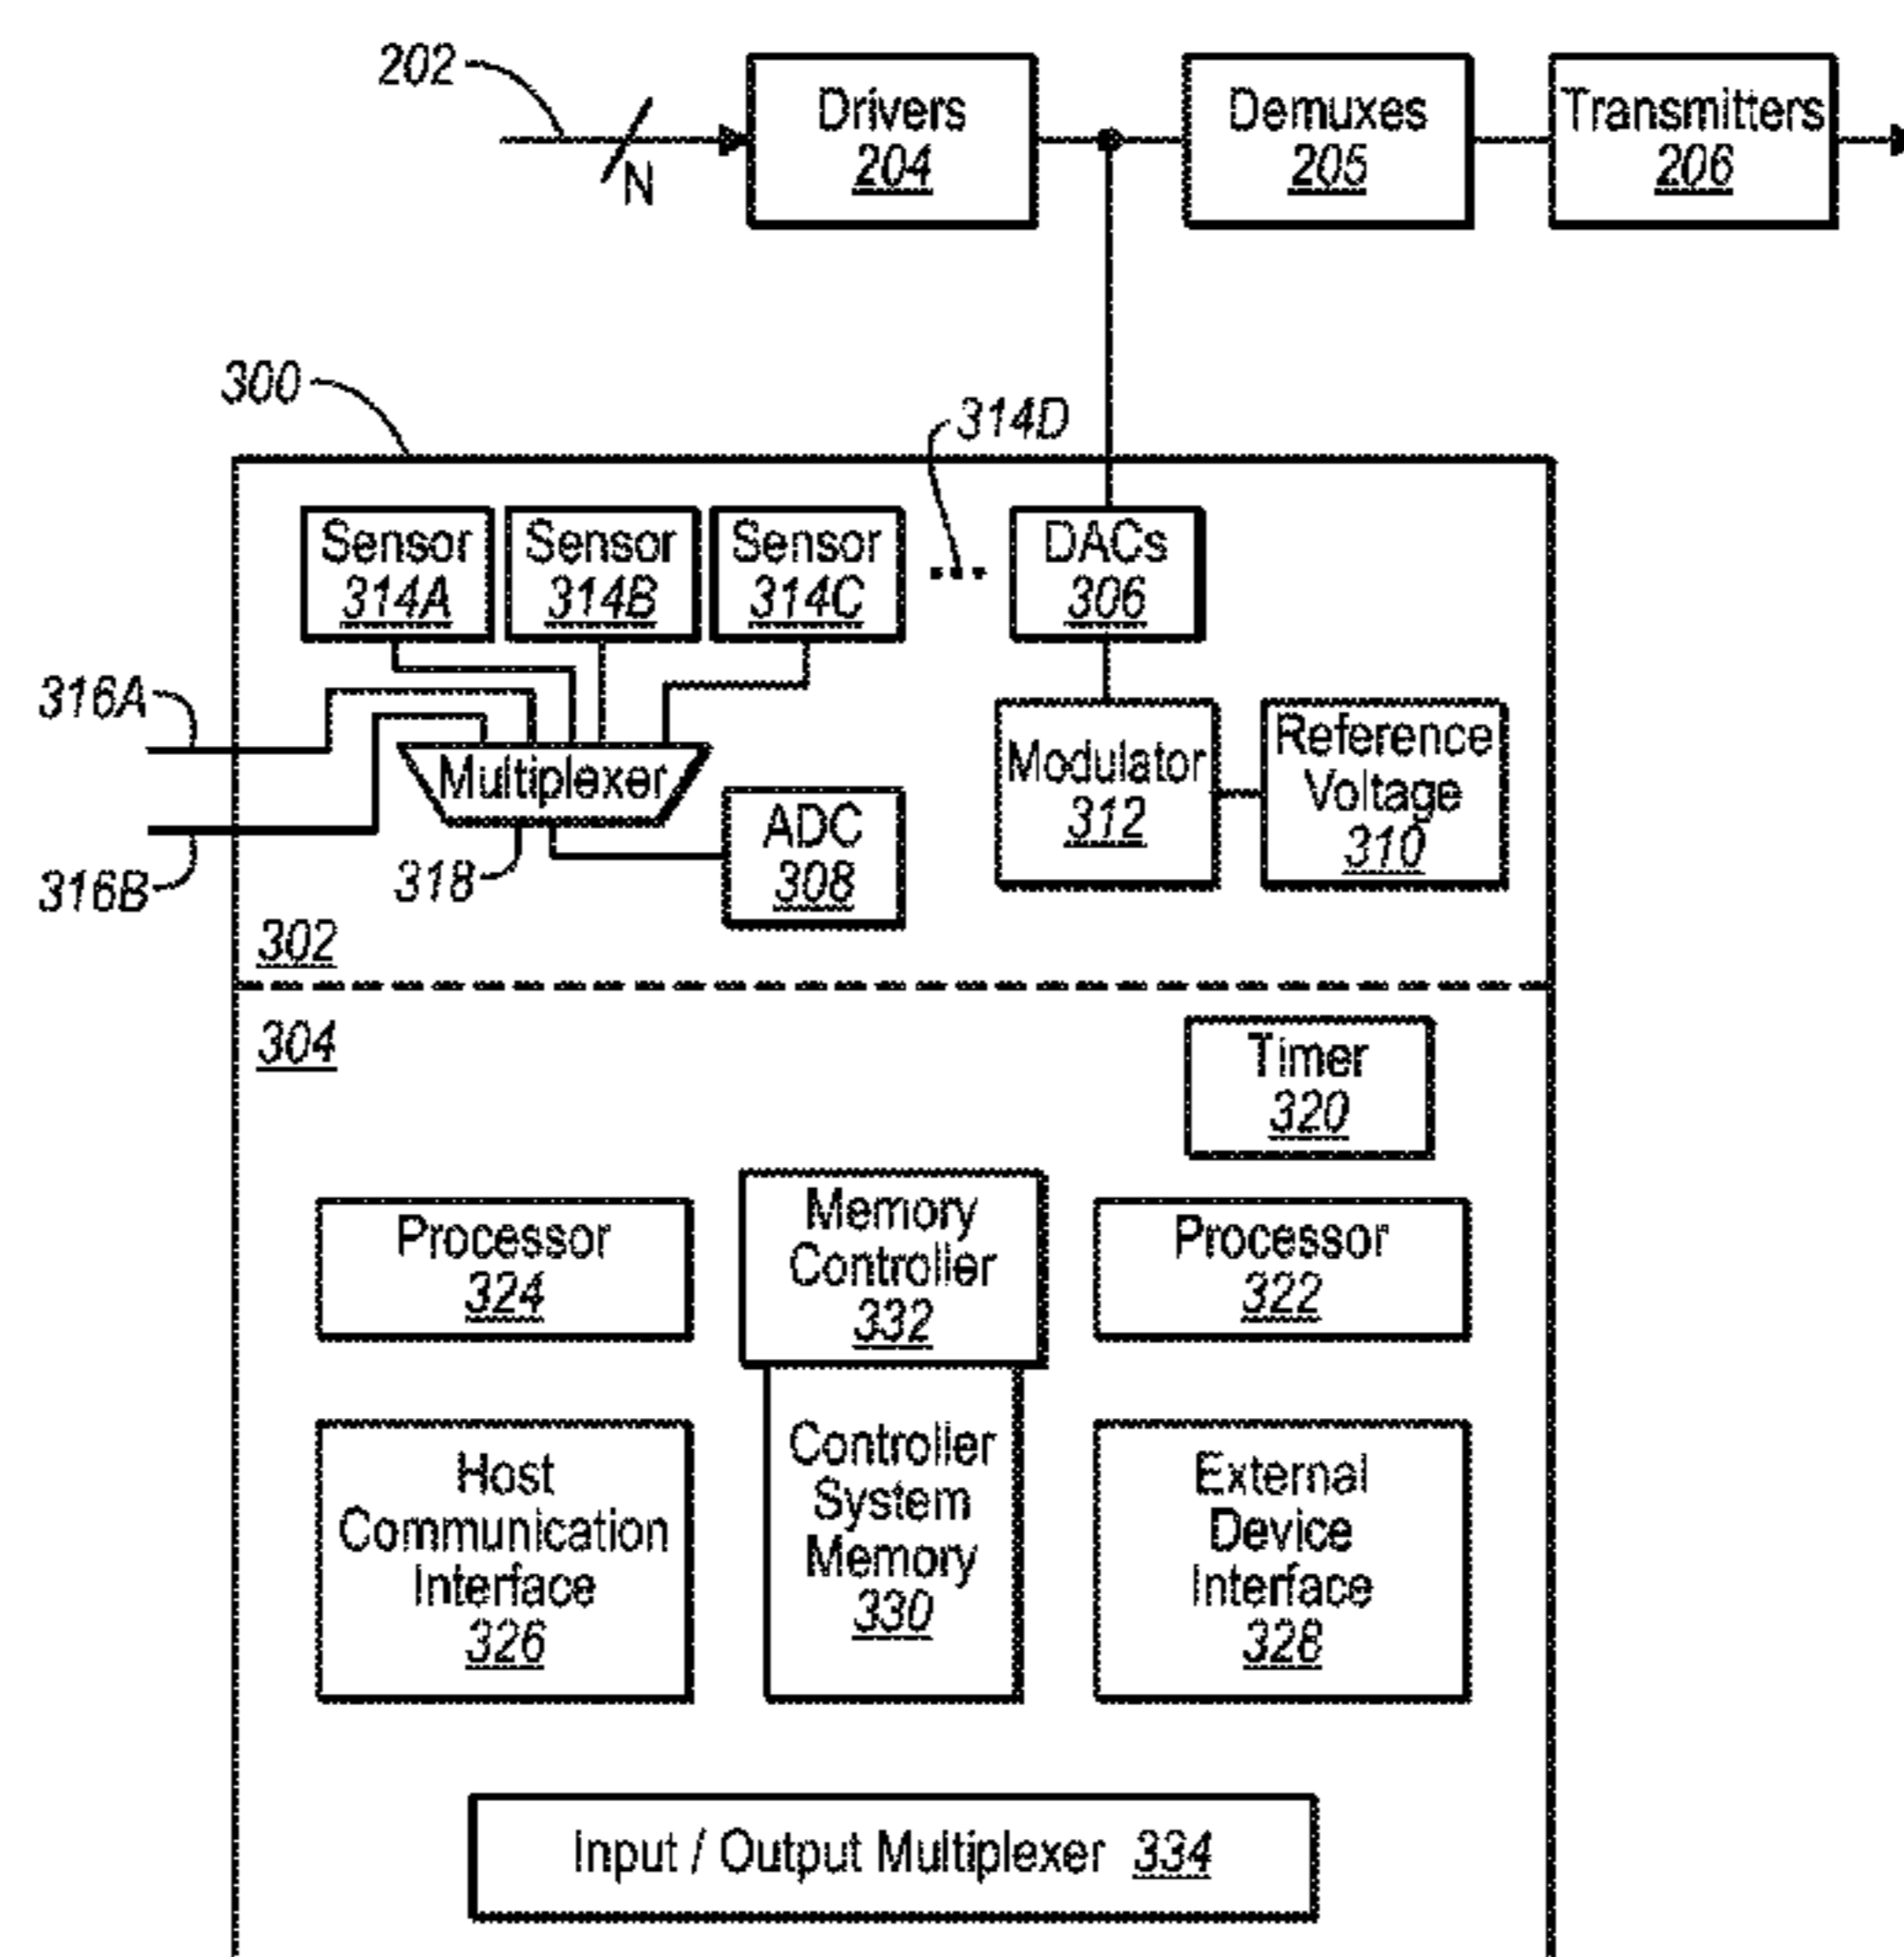 202
N
Drivers
204
Demuxes
205
Transmitters
206
300
314D
Sensor
314A
Sensor
314B
Sensor
314C
DACs
306
316A
316B
Multiplexer
318
ADC
308
Modulator
312
Reference
Voltage
310
302
304
Timer
320
Processor
324
Memory
Controller
332
Processor
322
Host
Communication
Interface
326
Controller
System
Memory
330
External
Device
Interface
328
Input / Output Multiplexer 334